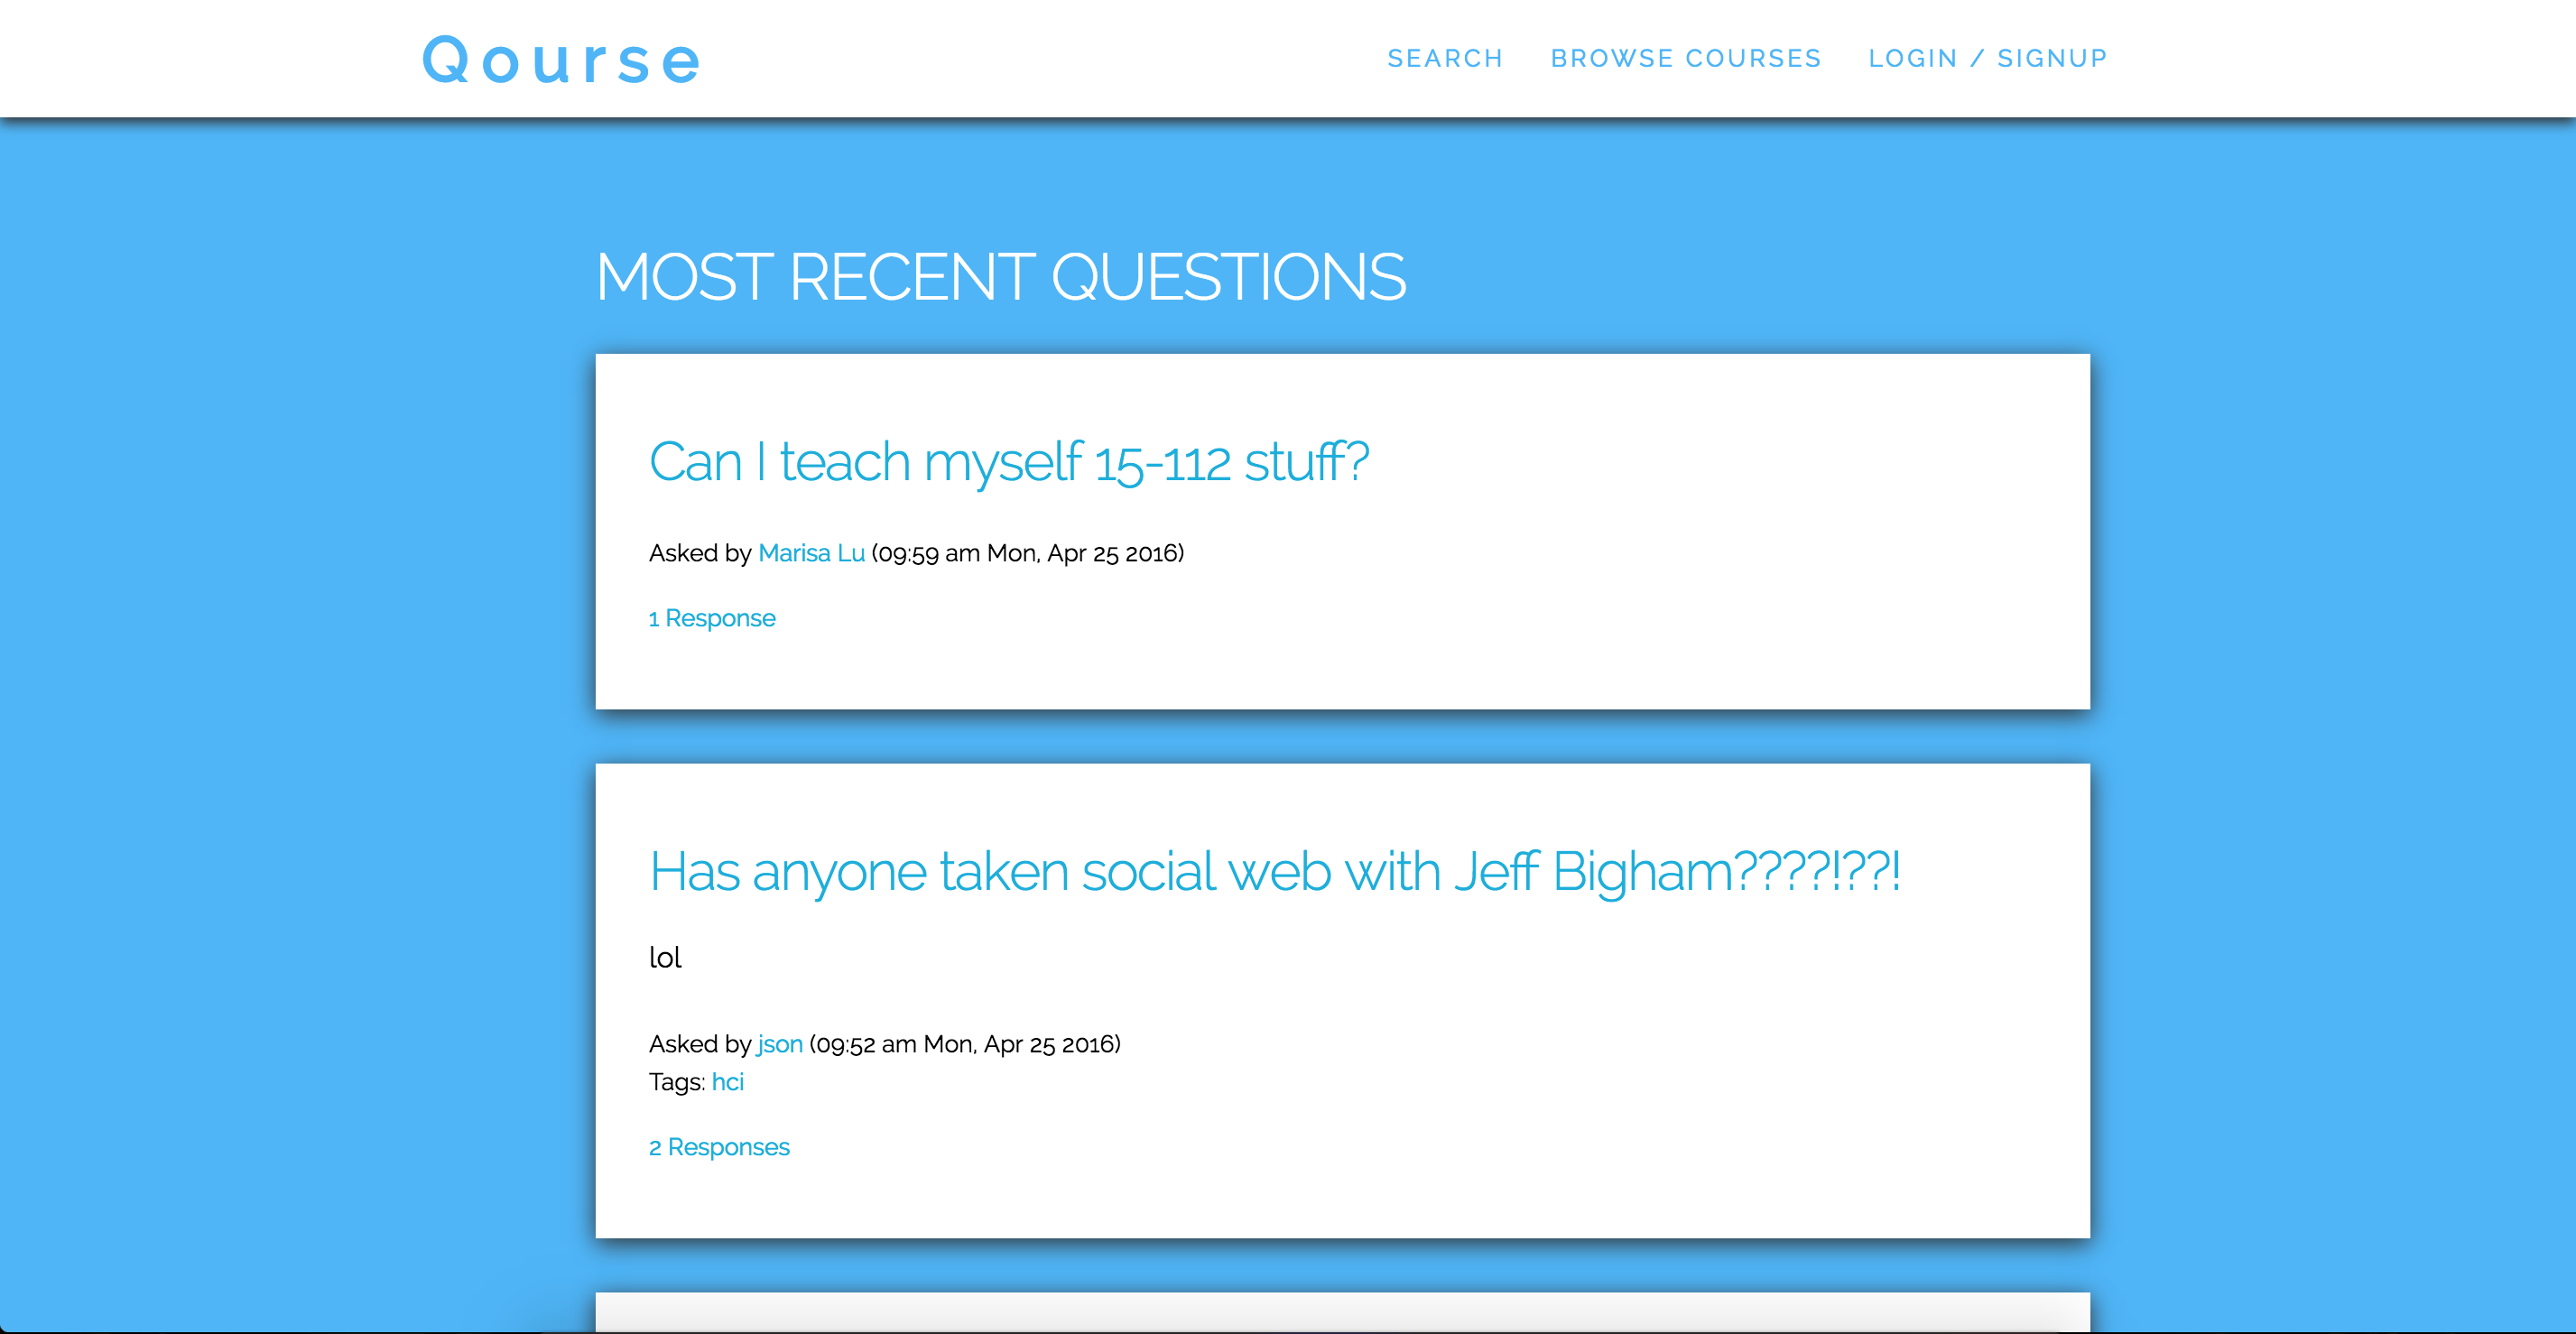 Qourse
SEARCH BROWSE COURSES LOGIN / SIGNUP
MOST RECENT QUESTIONS
Can I teach myself 15-112 stuff?
Asked by Marisa Lu (09:59 am Mon, Apr 25 2016)
1 Response
Has anyone taken social web with Jeff Bigham????!??!
lol
Asked by json (09:52 am Mon, Apr 25 2016)
Tags: hci
2 Responses